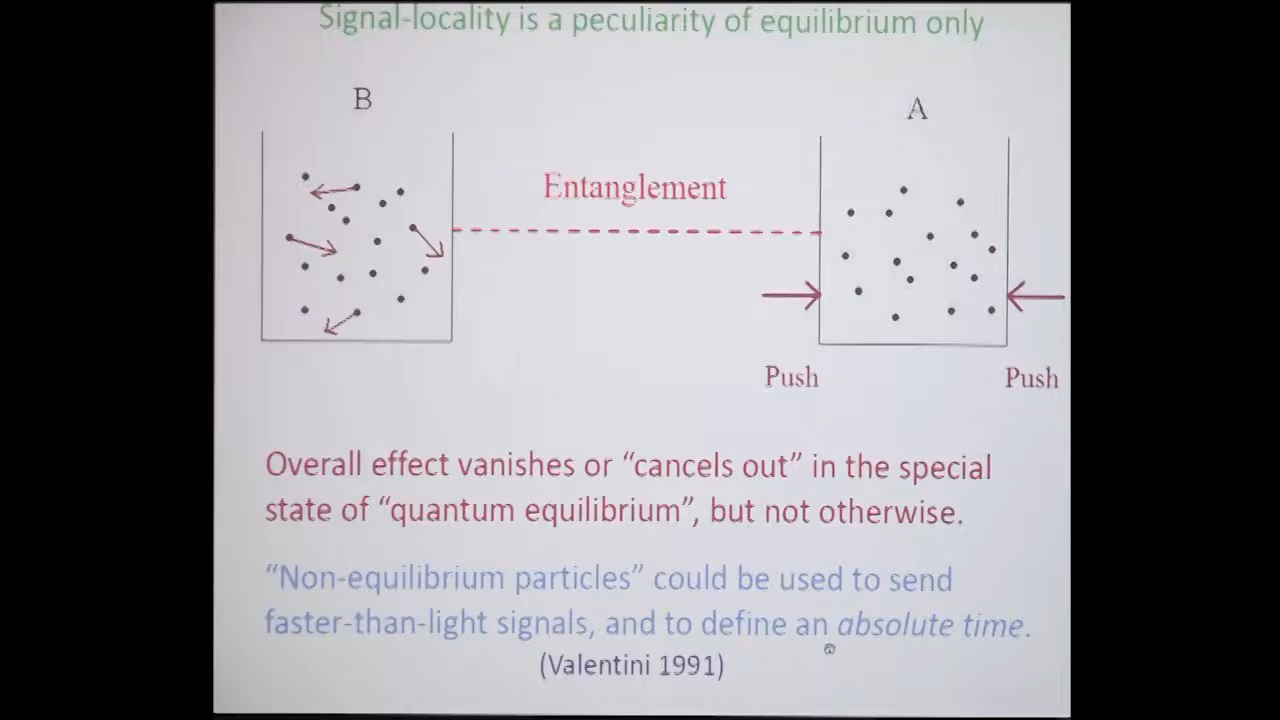 Signal-locality is a peculiarity of equilibrium only
B
A
Entanglement
Push
Push
Overall effect vanishes or “cancels out” in the special
state of “quantum equilibrium”, but not otherwise.
“Non-equilibrium particles” could be used to send
faster-than-light signals, and to define an absolute time.
(Valentini 1991)